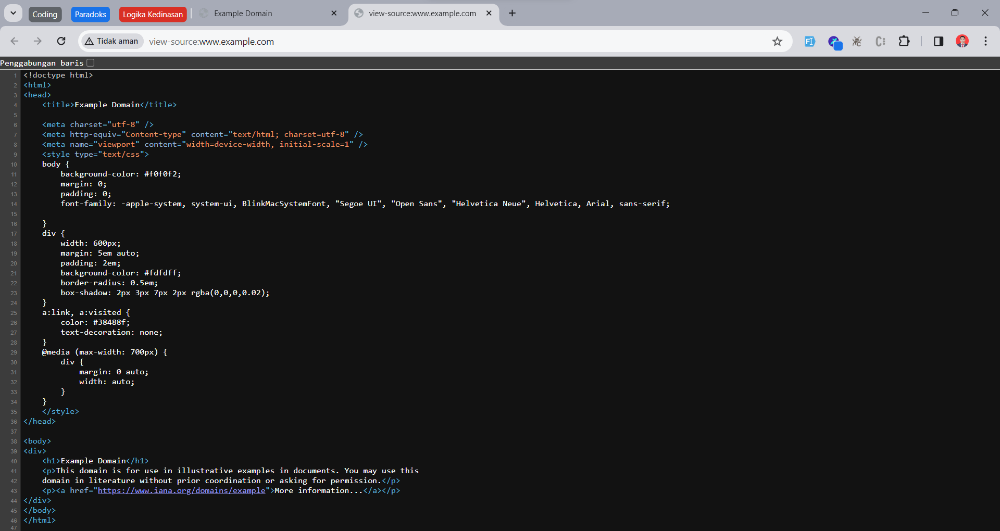 Coding Paradoks Logika Kedinasan Example Domain view-source:www.example.com
Tidak aman view-source:www.example.com
Penggabungan baris
1 <!doctype html>
2 <html>
3 <head>
4     <title>Example Domain</title>
5
6     <meta charset="utf-8" />
7     <meta http-equiv="Content-type" content="text/html; charset=utf-8" />
8     <meta name="viewport" content="width=device-width, initial-scale=1" />
9     <style type="text/css">
10     body {
11         background-color: #f0f0f2;
12         margin: 0;
13         padding: 0;
14         font-family: -apple-system, system-ui, BlinkMacSystemFont, "Segoe UI", "Open Sans", "Helvetica Neue", Helvetica, Arial, sans-serif;
15
16     }
17     div {
18         width: 600px;
19         margin: 5em auto;
20         padding: 2em;
21         background-color: #fdfdff;
22         border-radius: 0.5em;
23         box-shadow: 2px 3px 7px 2px rgba(0,0,0,0.02);
24     }
25     a:link, a:visited {
26         color: #38488f;
27         text-decoration: none;
28     }
29     @media (max-width: 700px) {
30         div {
31             margin: 0 auto;
32             width: auto;
33         }
34     }
35     </style>
36 </head>
37
38 <body>
39 <div>
40     <h1>Example Domain</h1>
41     <p>This domain is for use in illustrative examples in documents. You may use this
42     domain in literature without prior coordination or asking for permission.</p>
43     <p><a href="https://www.iana.org/domains/example">More information...</a></p>
44 </div>
45 </body>
46 </html>
47